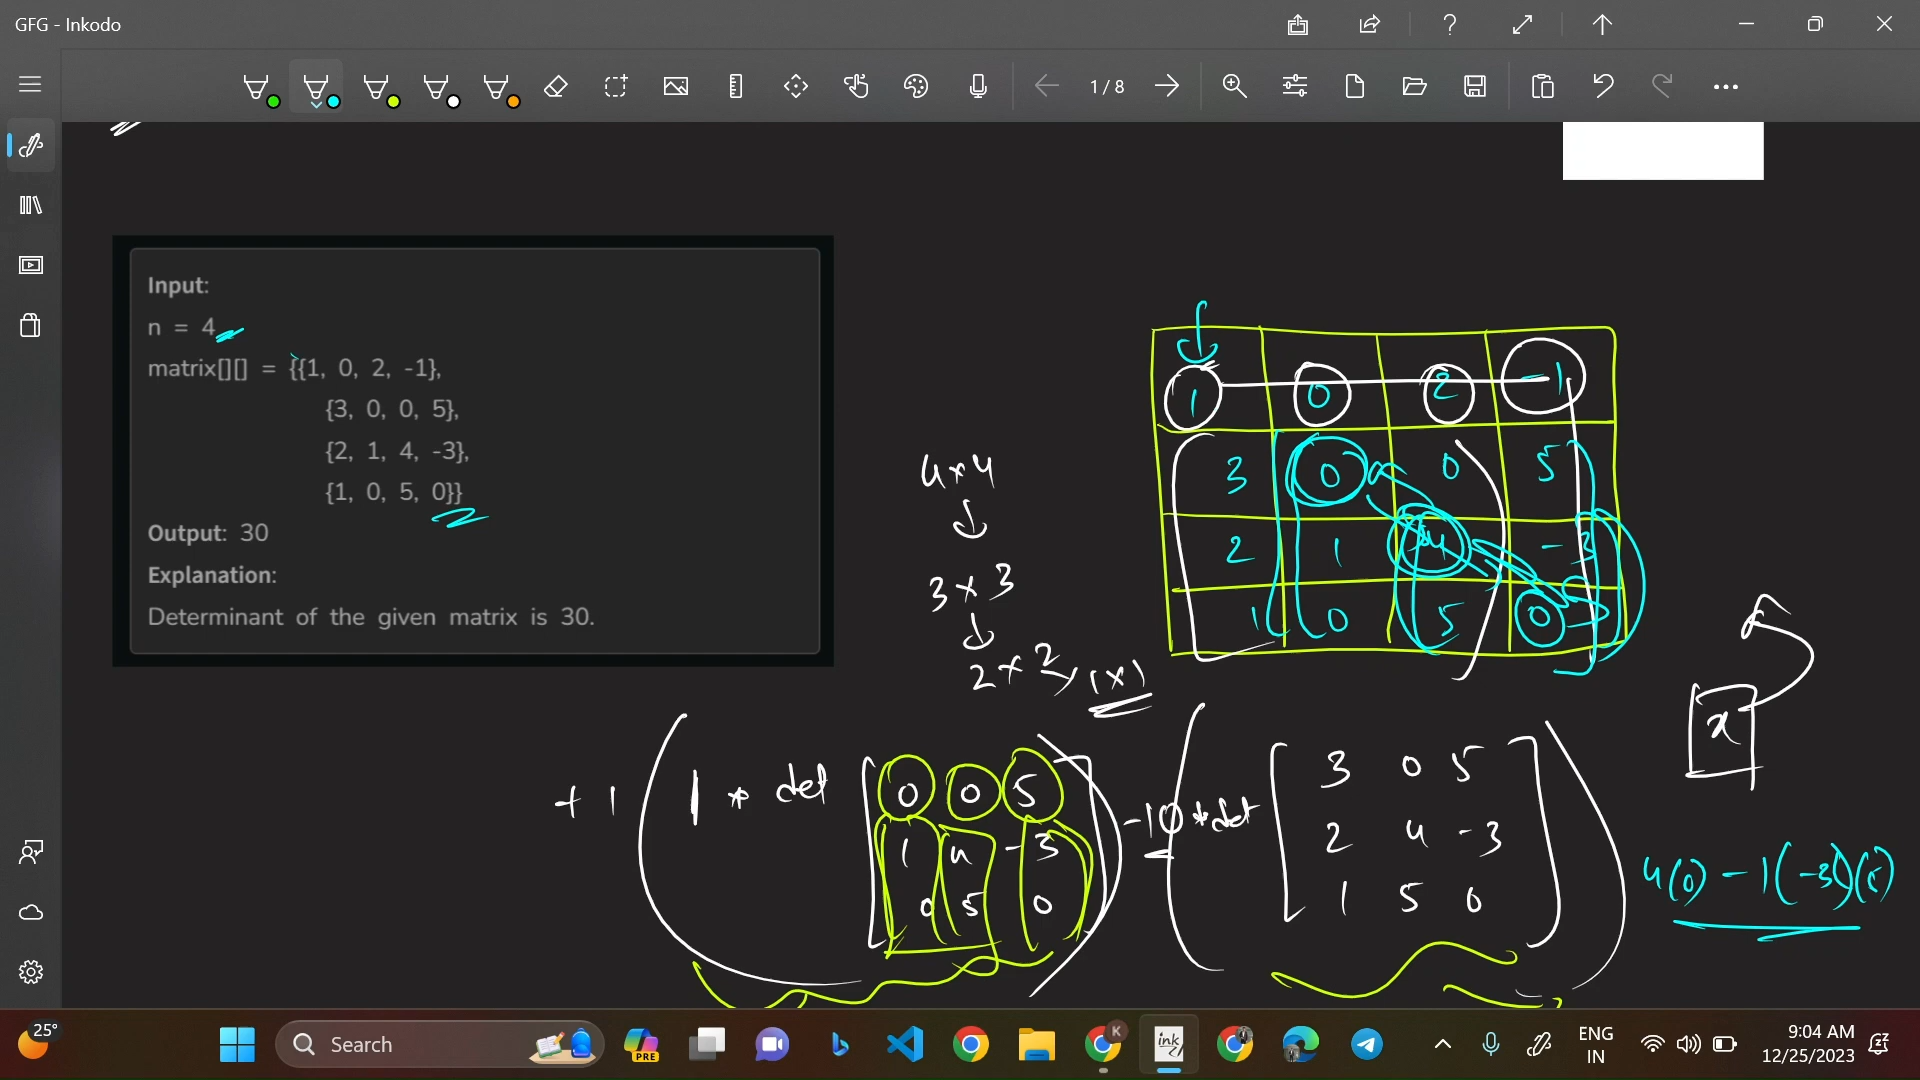 GFG - Inkodo
1 / 8
Input:
n = 4
matrix[][] = {{1, 0, 2, -1},
{3, 0, 0, 5},
{2, 1, 4, -3},
{1, 0, 5, 0}}
Output: 30
Explanation:
Determinant of the given matrix is 30.
4×4
3×3
2×2, (x)
1 0 2 -1
3 0 0 5
2 1 4 -3
1 0 5 0
x
+1 ( 1 * det
0 0 5
1 4 -3
0 5 0
-10 * det
3 0 5
2 4 -3
1 5 0
PRE
K
25°
Search
ink
ENG
IN
9:04 AM
12/25/2023